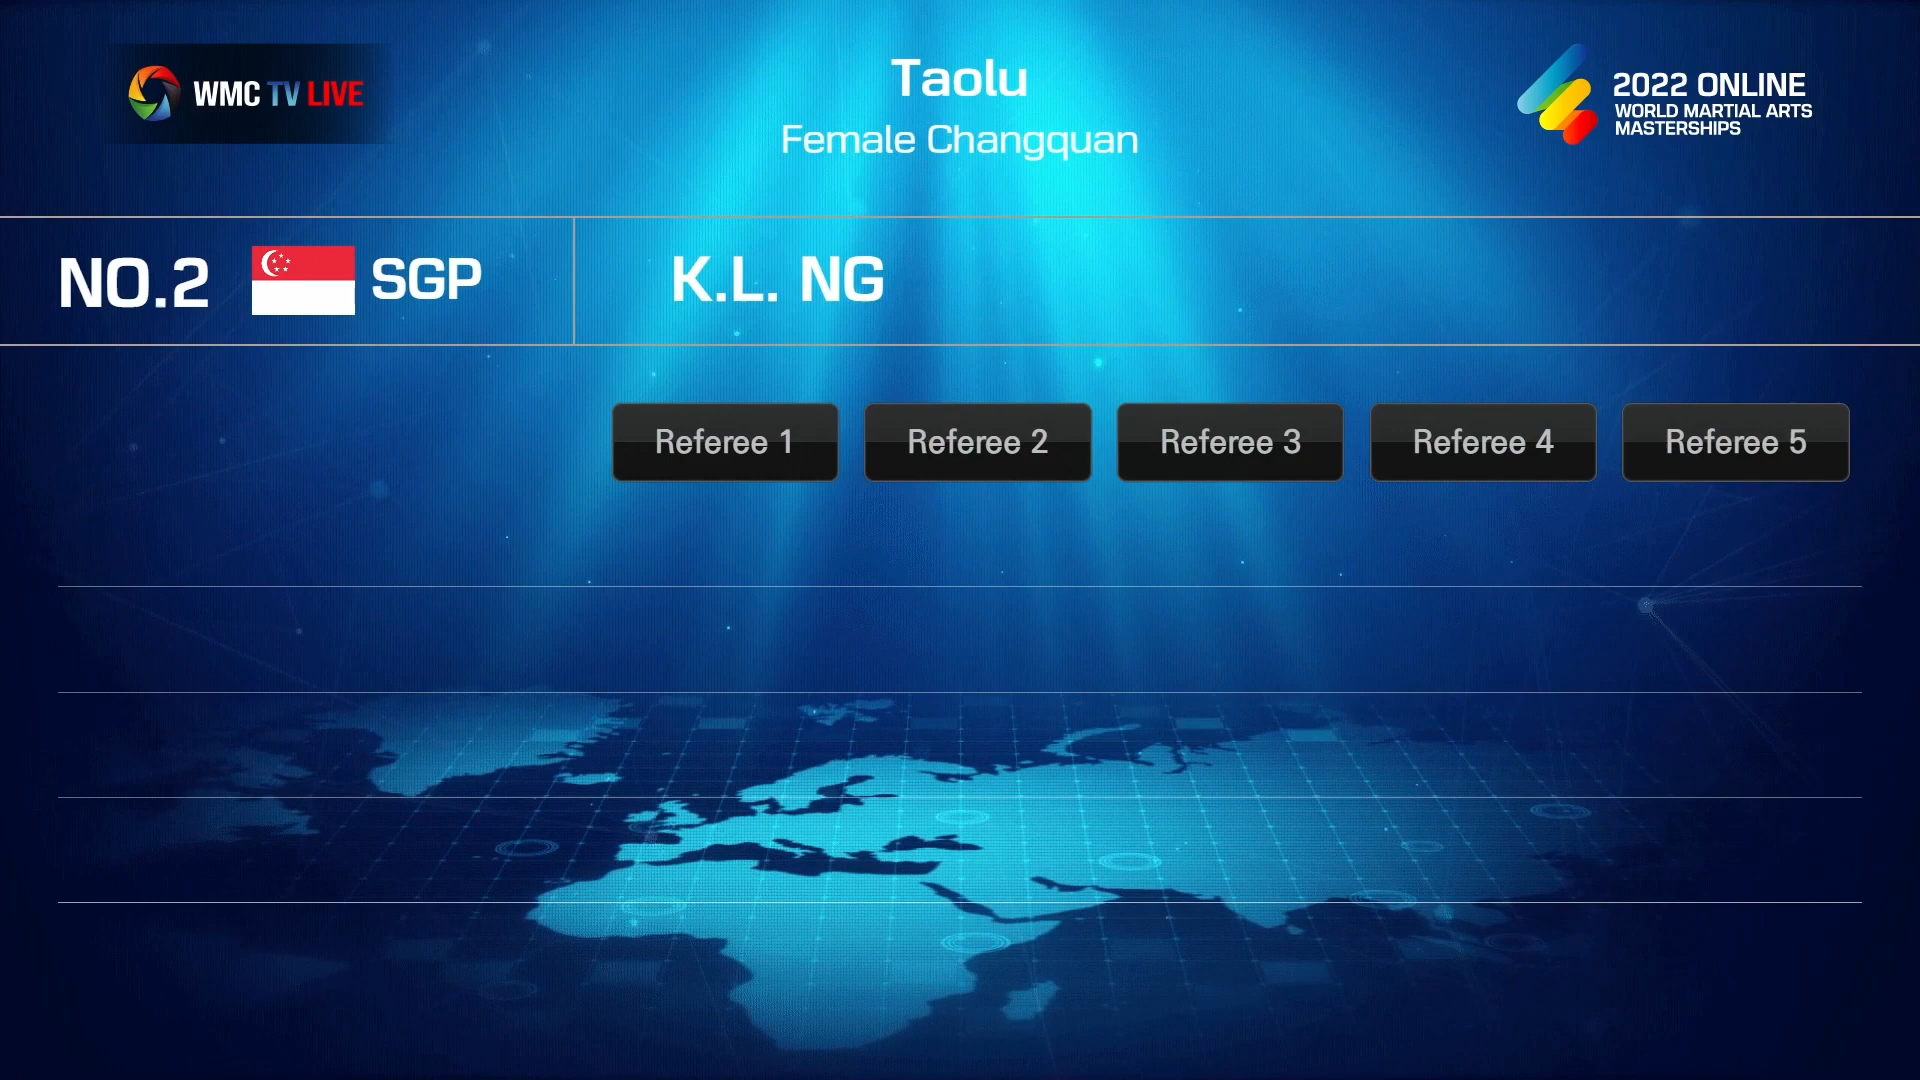 WMC TV LIVE
Taolu
Female Changquan
2022 ONLINE
WORLD MARTIAL ARTS
MASTERSHIPS
NO.2 SGP K.L. NG
Referee 1 Referee 2 Referee 3 Referee 4 Referee 5